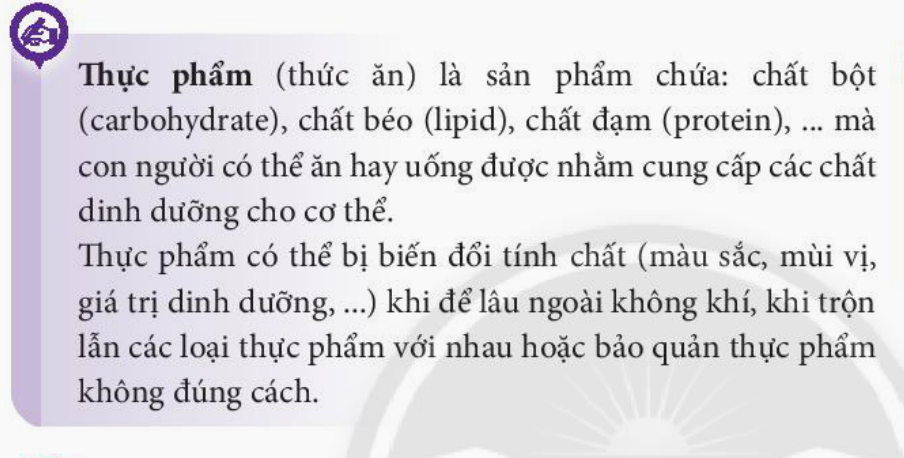 Thực phẩm (thức ăn) là sản phẩm chứa: chất bột
(carbohydrate), chất béo (lipid), chất đạm (protein), ... mà
con người có thể ăn hay uống được nhằm cung cấp các chất
dinh dưỡng cho cơ thể.
Thực phẩm có thể bị biến đổi tính chất (màu sắc, mùi vị,
giá trị dinh dưỡng, ...) khi để lâu ngoài không khí, khi trộn
lẫn các loại thực phẩm với nhau hoặc bảo quản thực phẩm
không đúng cách.